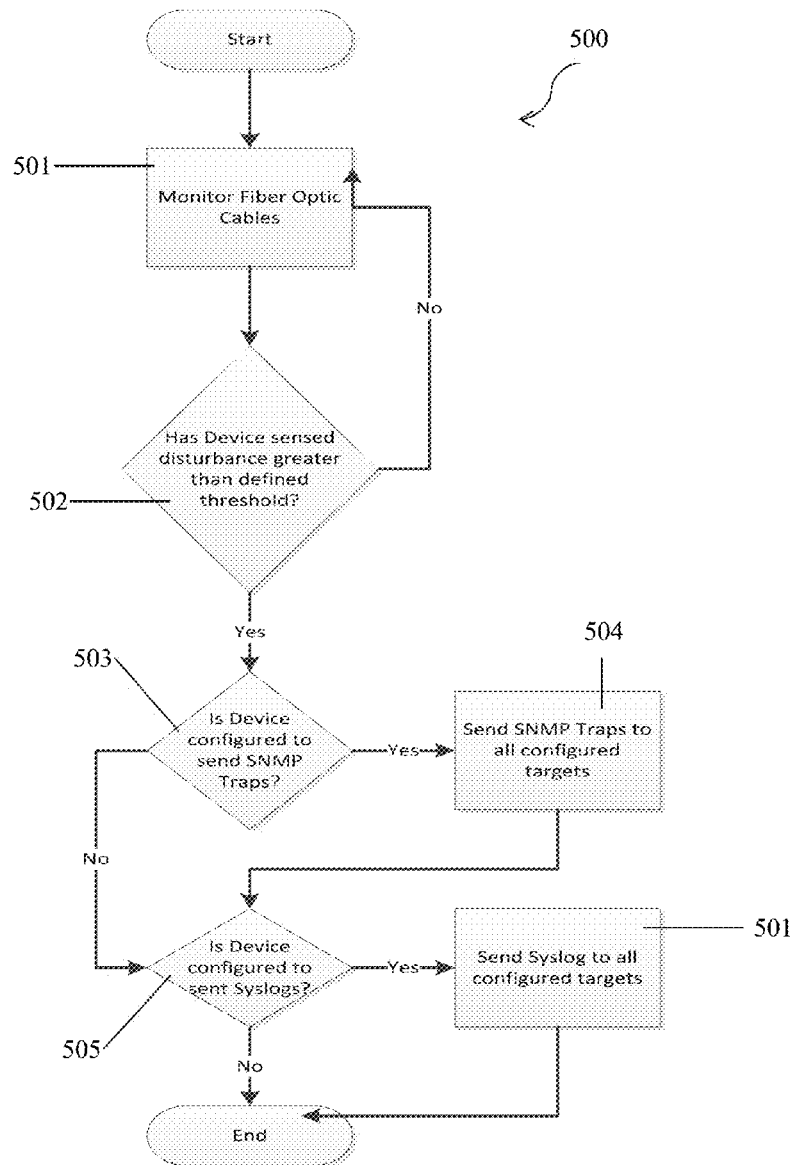 Start
500
501
Monitor Fiber Optic
Cables
No
Has Device sensed
disturbance greater
than defined
threshold?
502
Yes
503
504
Is Device
configured to
send SNMP
Traps?
Yes
Send SNMP Traps to
all configured
targets
No
501
Is Device
configured to
sent Syslogs?
Yes
Send Syslog to all
configured targets
505
No
End